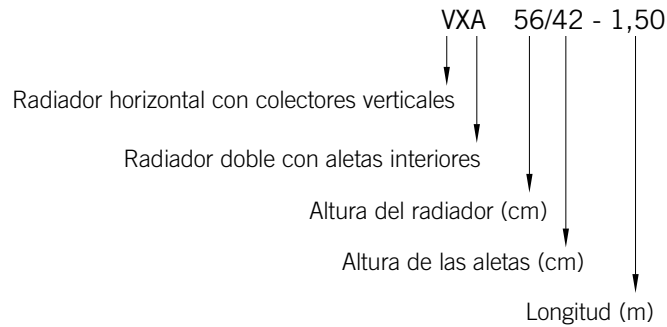 VXA 56/42 - 1,50
Radiador horizontal con colectores verticales
Radiador doble con aletas interiores
Altura del radiador (cm)
Altura de las aletas (cm)
Longitud (m)